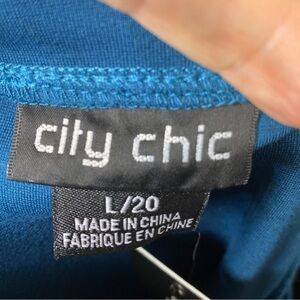 city chic
L/20
MADE IN CHINA
FABRIQUE EN CHINE